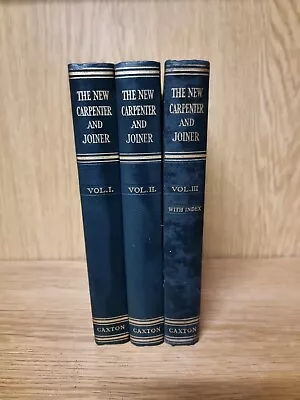 THE NEW
CARPENTER
AND
JOINER
VOL.I.
CAXTON
THE NEW
CARPENTER
AND
JOINER
VOL.II.
CAXTON
THE NEW
CARPENTER
AND
JOINER
VOL.III
WITH INDEX
CAXTON